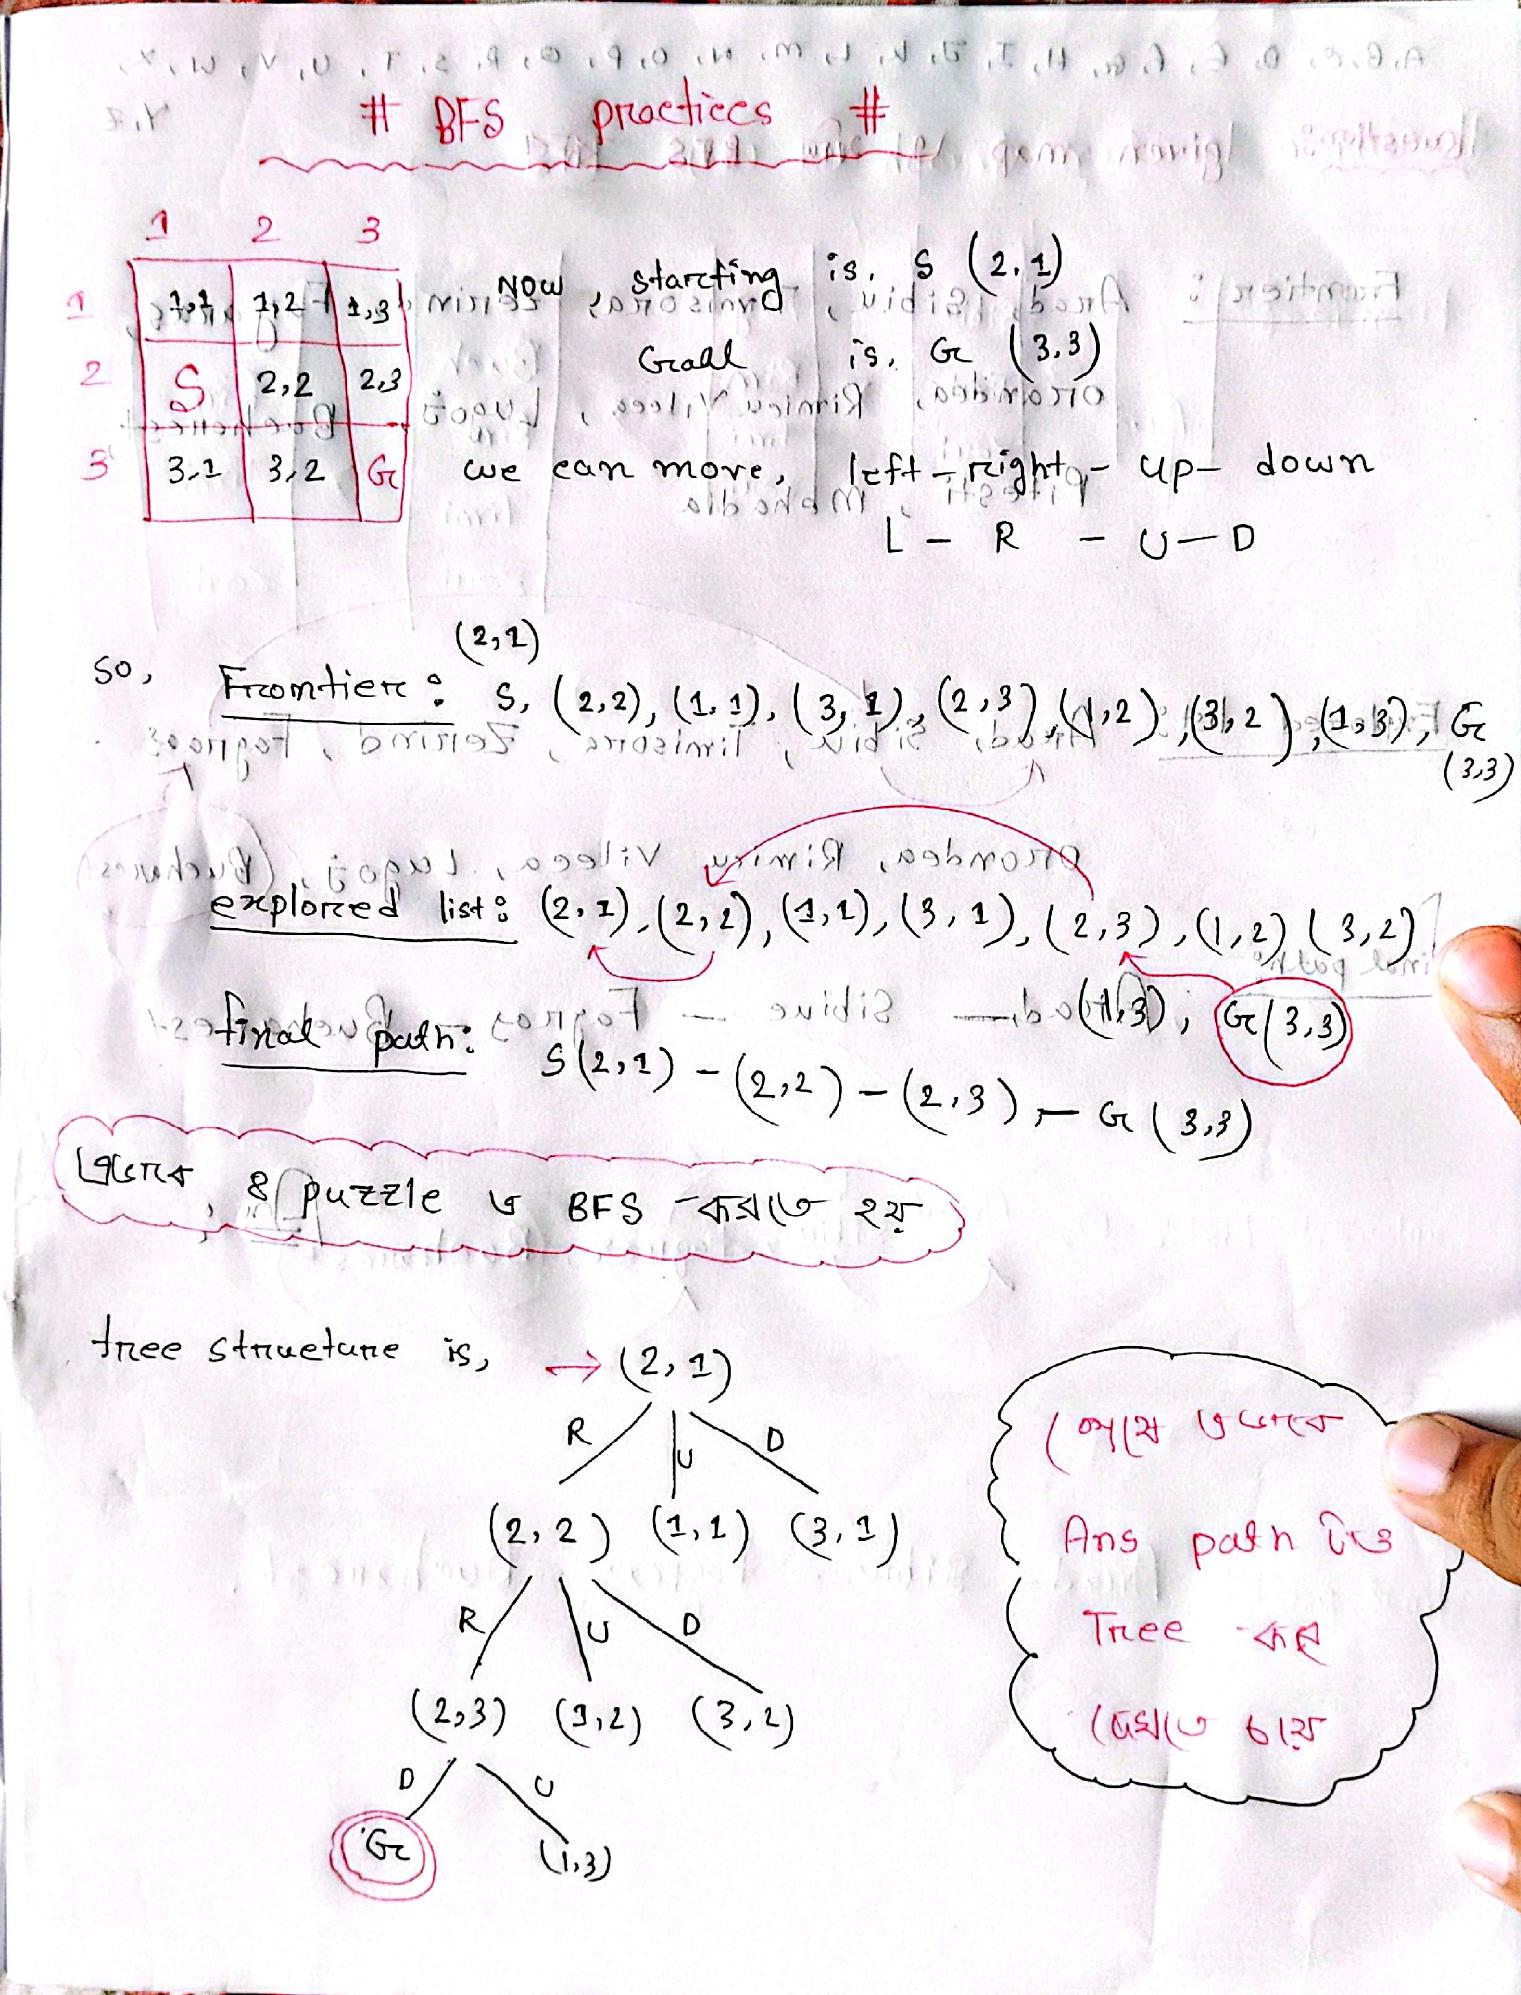 # BFS practices #
1 2 3
1 1,1 1,2 1,3
Now, starting is, S (2,1)
2 S 2,2 2,3
Goal is, G (3,3)
3 3,1 3,2 G
we can move, left - right - up - down
L - R - U - D
(2,1)
So, Frontier: S, (2,2), (1,1), (3,1), (2,3), (1,2), (3,2), (1,3), G
(3,3)
explored list: (2,1), (2,2), (1,1), (3,1), (2,3), (1,2), (3,2)
(1,3), G(3,3)
final path: S(2,1) - (2,2) - (2,3) - G(3,3)
8 puzzle ও BFS করতে হয়
tree structure is, → (2,1)
R U D
(2,2) (1,1) (3,1)
R U D
(2,3) (1,2) (3,2)
D U
G (1,3)
Ans path
Tree
দেখতে চায়